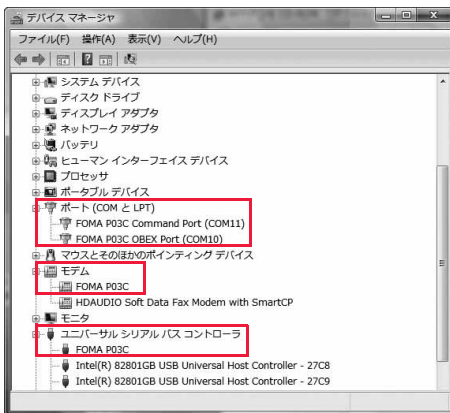 デバイス マネージャ
ファイル(F) 操作(A) 表示(V) ヘルプ(H)
システム デバイス
ディスク ドライブ
ディスプレイ アダプタ
ネットワーク アダプタ
バッテリ
ヒューマン インターフェイス デバイス
プロセッサ
ポータブル デバイス
ポート (COM と LPT)
FOMA P03C Command Port (COM11)
FOMA P03C OBEX Port (COM10)
マウスとそのほかのポインティング デバイス
モデム
FOMA P03C
HDAUDIO Soft Data Fax Modem with SmartCP
モニタ
ユニバーサル シリアル バス コントローラ
FOMA P03C
Intel(R) 82801GB USB Universal Host Controller - 27C8
Intel(R) 82801GB USB Universal Host Controller - 27C9